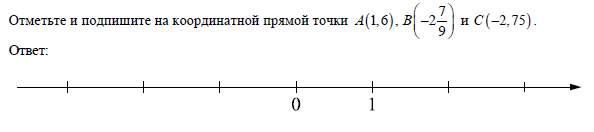 Отметьте и подпишите на координатной прямой точки A(1,6), B(−2 7/9) и C(−2,75).
Ответ:
0 1